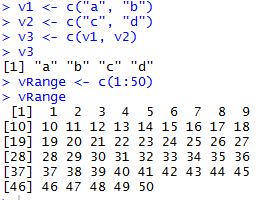 > v1 <- c("a", "b")
> v2 <- c("c", "d")
> v3 <- c(v1, v2)
> v3
[1] "a" "b" "c" "d"
> vRange <- c(1:50)
> vRange
 [1]  1  2  3  4  5  6  7  8  9
[10] 10 11 12 13 14 15 16 17 18
[19] 19 20 21 22 23 24 25 26 27
[28] 28 29 30 31 32 33 34 35 36
[37] 37 38 39 40 41 42 43 44 45
[46] 46 47 48 49 50